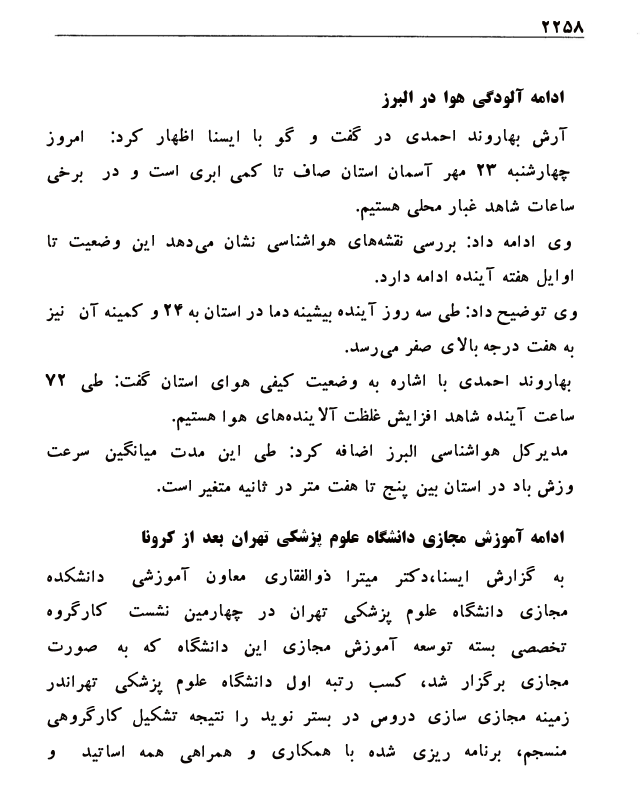 ۲۲۵۸
ادامه آلودگی هوا در البرز
آرش بهاروند احمدی در گفت و گو با ایسنا اظهار کرد: امروز
چهارشنبه ۲۳ مهر آسمان استان صاف تا کمی ابری است و در برخی
ساعات شاهد غبار محلی هستیم.
وی ادامه داد: بررسی نقشه‌های هواشناسی نشان می‌دهد این وضعیت تا
اوایل هفته آینده ادامه دارد.
وی توضیح داد: طی سه روز آینده بیشینه دما در استان به ۲۴ و کمینه آن نیز
به هفت درجه بالای صفر می‌رسد.
بهاروند احمدی با اشاره به وضعیت کیفی هوای استان گفت: طی ۷۲
ساعت آینده شاهد افزایش غلظت آلاینده‌های هوا هستیم.
مدیرکل هواشناسی البرز اضافه کرد: طی این مدت میانگین سرعت
وزش باد در استان بین پنج تا هفت متر در ثانیه متغیر است.
ادامه آموزش مجازی دانشگاه علوم پزشکی تهران بعد از کرونا
به گزارش ایسنا،دکتر میترا ذوالفقاری معاون آموزشی دانشکده
مجازی دانشگاه علوم پزشکی تهران در چهارمین نشست کارگروه
تخصصی بسته توسعه آموزش مجازی این دانشگاه که به صورت
مجازی برگزار شد، کسب رتبه اول دانشگاه علوم پزشکی تهراندر
زمینه مجازی سازی دروس در بستر نوید را نتیجه تشکیل کارگروهی
منسجم، برنامه ریزی شده با همکاری و همراهی همه اساتید و